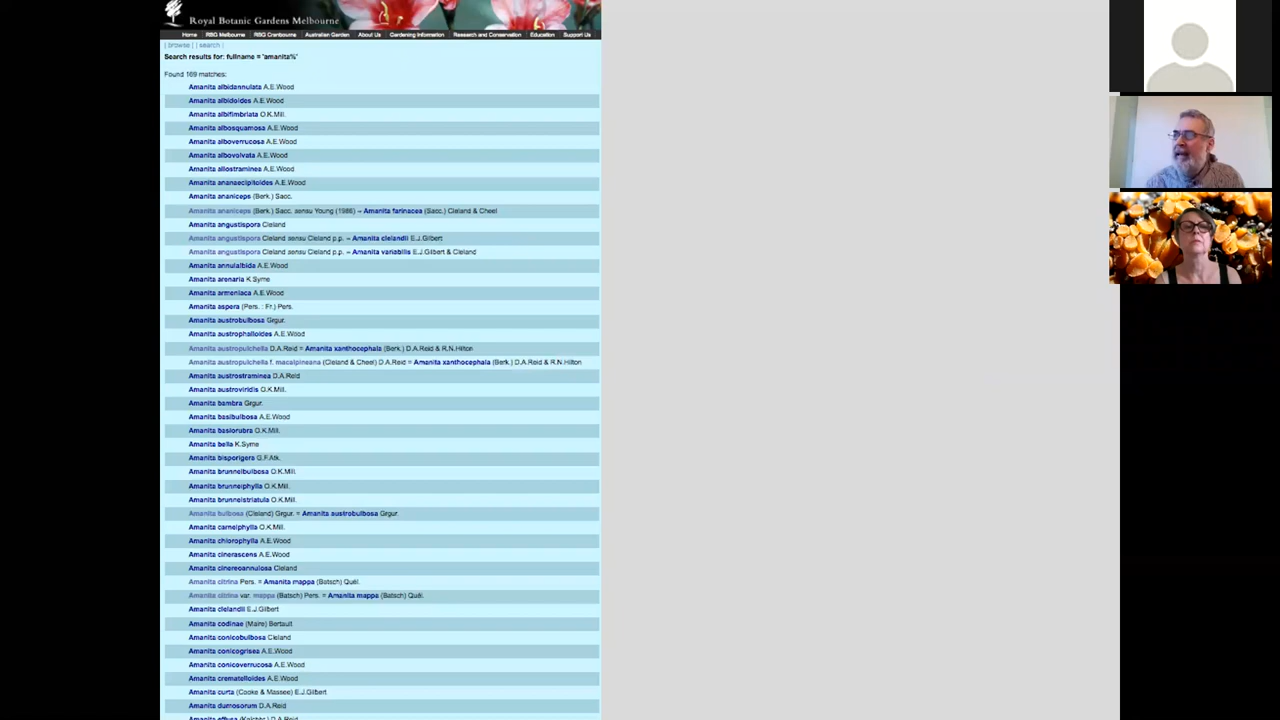 Royal Botanic Gardens Melbourne
Home RBG Melbourne RBG Cranbourne Australian Garden About Us Gardening Information Research and Conservation Education Support Us
| browse | | search |
Search results for: fullname = 'amanita%'
Found 169 matches:
Amanita albidannulata A.E.Wood
Amanita albidoides A.E.Wood
Amanita albifimbriata O.K.Mill.
Amanita albosquamosa A.E.Wood
Amanita alboverrucosa A.E.Wood
Amanita albovolvata A.E.Wood
Amanita allostraminea A.E.Wood
Amanita ananaecipitoides A.E.Wood
Amanita ananiceps (Berk.) Sacc.
Amanita ananiceps (Berk.) Sacc. sensu Young (1986) ~ Amanita farinacea (Sacc.) Cleland & Cheel
Amanita angustispora Cleland
Amanita angustispora Cleland sensu Cleland p.p. ~ Amanita clelandii E.J.Gilbert
Amanita angustispora Cleland sensu Cleland p.p. ~ Amanita variabilis E.J.Gilbert & Cleland
Amanita annulalbida A.E.Wood
Amanita arenaria K.Syme
Amanita armeniaca A.E.Wood
Amanita aspera (Pers. : Fr.) Pers.
Amanita austrobulbosa Grgur.
Amanita austrophalloides A.E.Wood
Amanita austropulchella D.A.Reid = Amanita xanthocephala (Berk.) D.A.Reid & R.N.Hilton
Amanita austropulchella f. macalpineana (Cleland & Cheel) D.A.Reid = Amanita xanthocephala (Berk.) D.A.Reid & R.N.Hilton
Amanita austrostraminea D.A.Reid
Amanita austroviridis O.K.Mill.
Amanita bambra Grgur.
Amanita basibulbosa A.E.Wood
Amanita basiorubra O.K.Mill.
Amanita bella K.Syme
Amanita bisporigera G.F.Atk.
Amanita brunneibulbosa O.K.Mill.
Amanita brunneiphylla O.K.Mill.
Amanita brunneistriatula O.K.Mill.
Amanita bulbosa (Cleland) Grgur. = Amanita austrobulbosa Grgur.
Amanita carneiphylla O.K.Mill.
Amanita chlorophylla A.E.Wood
Amanita cinerascens A.E.Wood
Amanita cinereoannulosa Cleland
Amanita citrina Pers. = Amanita mappa (Batsch) Quél.
Amanita citrina var. mappa (Batsch) Pers. = Amanita mappa (Batsch) Quél.
Amanita clelandii E.J.Gilbert
Amanita codinae (Maire) Bertault
Amanita conicobulbosa Cleland
Amanita conicogrisea A.E.Wood
Amanita conicoverrucosa A.E.Wood
Amanita crematelloides A.E.Wood
Amanita curta (Cooke & Massee) E.J.Gilbert
Amanita dumosorum D.A.Reid
Amanita effusa (Kalchbr.) D.A.Reid